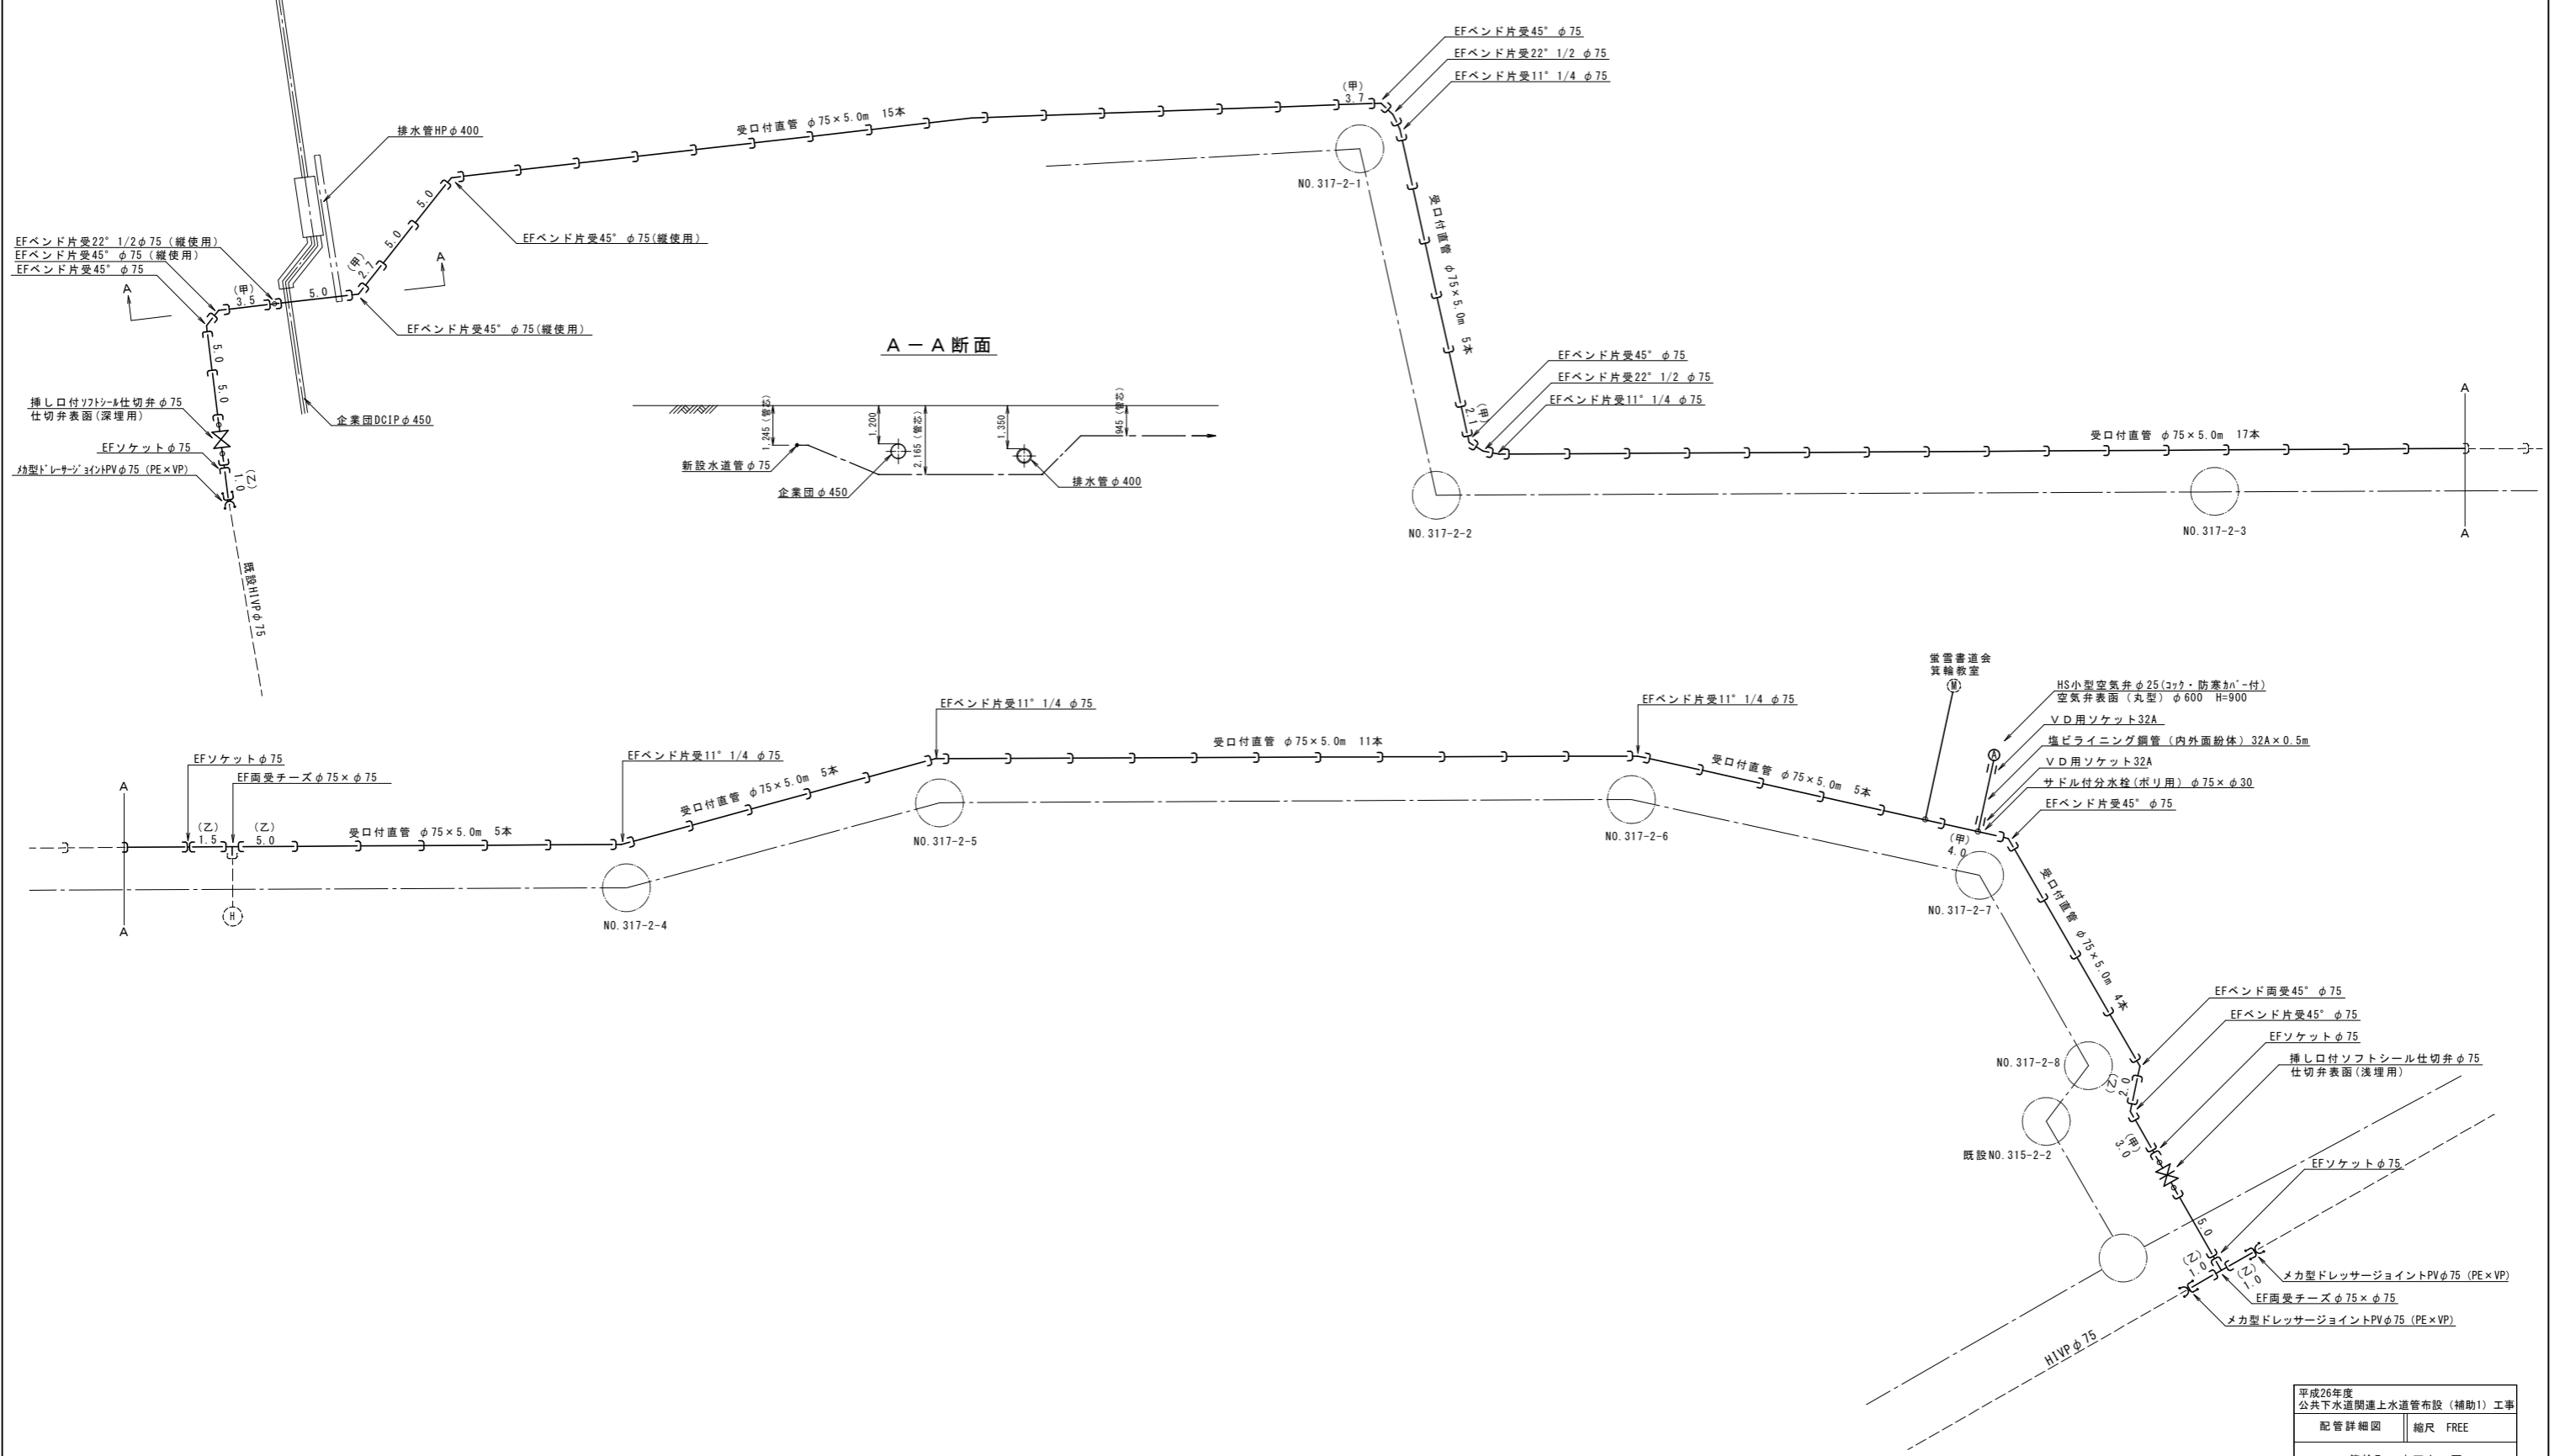 EFベンド片受45° φ75
EFベンド片受22° 1/2 φ75
EFベンド片受11° 1/4 φ75
(甲)
3.7
受口付直管 φ75×5.0m 15本
排水管HPφ400
NO.317-2-1
5.0
5.0
(甲)
2.7
EFベンド片受45° φ75(縦使用)
EFベンド片受22° 1/2φ75 (縦使用)
EFベンド片受45° φ75 (縦使用)
EFベンド片受45° φ75
A
A
(甲)
3.5
5.0
EFベンド片受45° φ75(縦使用)
受口付直管 φ75×5.0m 5本
5.0
5.0
挿し口付ソフトシール仕切弁φ75
仕切弁表函(深埋用)
企業団DCIPφ450
EFソケットφ75
メカ型ドレッサージョイントPVφ75 (PE×VP)
(乙)
1.0
既設HIVPφ75
A-A断面
1,245 (管芯)
1,200
2,165 (管芯)
1,350
945 (管芯)
新設水道管φ75
企業団φ450
排水管φ400
EFベンド片受45° φ75
EFベンド片受22° 1/2 φ75
EFベンド片受11° 1/4 φ75
(甲)
2.1
受口付直管 φ75×5.0m 17本
A
A
NO.317-2-2
NO.317-2-3
蛍雪書道会
箕輪教室
M
HS小型空気弁φ25(コック・防寒カバー付)
空気弁表函 (丸型) φ600 H=900
VD用ソケット32A
塩ビライニング鋼管 (内外面紛体) 32A×0.5m
VD用ソケット32A
サドル付分水栓(ポリ用) φ75×φ30
EFベンド片受45° φ75
A
EFソケットφ75
EF両受チーズφ75×φ75
EFベンド片受11° 1/4 φ75
EFベンド片受11° 1/4 φ75
EFベンド片受11° 1/4 φ75
A
A
(乙)
1.5
(乙)
5.0
受口付直管 φ75×5.0m 5本
受口付直管 φ75×5.0m 5本
受口付直管 φ75×5.0m 11本
受口付直管 φ75×5.0m 5本
(甲)
4.0
H
NO.317-2-4
NO.317-2-5
NO.317-2-6
NO.317-2-7
受口付直管 φ75×5.0m 4本
EFベンド両受45° φ75
EFベンド片受45° φ75
EFソケットφ75
挿し口付ソフトシール仕切弁φ75
仕切弁表函(浅埋用)
NO.317-2-8
(乙)
2.0
(甲)
3.0
既設NO.315-2-2
EFソケットφ75
5.0
(乙)
1.0
(乙)
1.0
メカ型ドレッサージョイントPVφ75 (PE×VP)
EF両受チーズφ75×φ75
メカ型ドレッサージョイントPVφ75 (PE×VP)
HIVPφ75
平成26年度
公共下水道関連上水道管布設 (補助1) 工事
配管詳細図
縮尺 FREE